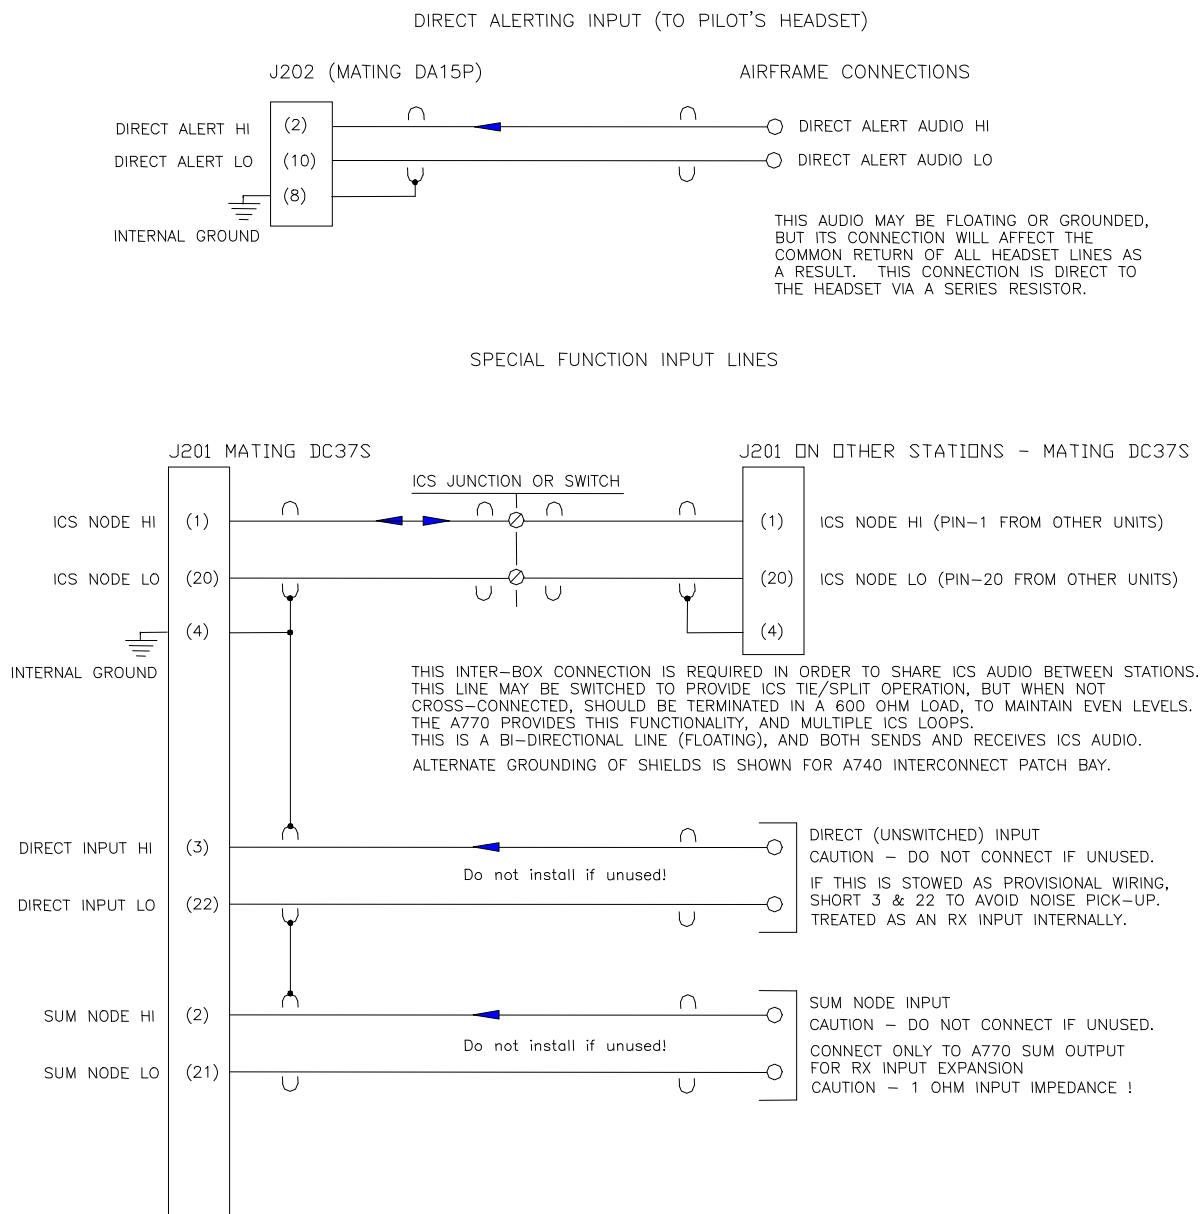 DIRECT ALERTING INPUT (TO PILOT'S HEADSET)
J202 (MATING DA15P)
AIRFRAME CONNECTIONS
DIRECT ALERT HI
(2)
DIRECT ALERT AUDIO HI
DIRECT ALERT LO
(10)
DIRECT ALERT AUDIO LO
(8)
INTERNAL GROUND
THIS AUDIO MAY BE FLOATING OR GROUNDED,
BUT ITS CONNECTION WILL AFFECT THE
COMMON RETURN OF ALL HEADSET LINES AS
A RESULT. THIS CONNECTION IS DIRECT TO
THE HEADSET VIA A SERIES RESISTOR.
SPECIAL FUNCTION INPUT LINES
J201 MATING DC37S
J201 ON OTHER STATIONS - MATING DC37S
ICS JUNCTION OR SWITCH
ICS NODE HI
(1)
(1)
ICS NODE HI (PIN-1 FROM OTHER UNITS)
ICS NODE LO
(20)
(20)
ICS NODE LO (PIN-20 FROM OTHER UNITS)
(4)
(4)
INTERNAL GROUND
THIS INTER-BOX CONNECTION IS REQUIRED IN ORDER TO SHARE ICS AUDIO BETWEEN STATIONS.
THIS LINE MAY BE SWITCHED TO PROVIDE ICS TIE/SPLIT OPERATION, BUT WHEN NOT
CROSS-CONNECTED, SHOULD BE TERMINATED IN A 600 OHM LOAD, TO MAINTAIN EVEN LEVELS.
THE A770 PROVIDES THIS FUNCTIONALITY, AND MULTIPLE ICS LOOPS.
THIS IS A BI-DIRECTIONAL LINE (FLOATING), AND BOTH SENDS AND RECEIVES ICS AUDIO.
ALTERNATE GROUNDING OF SHIELDS IS SHOWN FOR A740 INTERCONNECT PATCH BAY.
DIRECT INPUT HI
(3)
Do not install if unused!
DIRECT INPUT LO
(22)
DIRECT (UNSWITCHED) INPUT
CAUTION - DO NOT CONNECT IF UNUSED.
IF THIS IS STOWED AS PROVISIONAL WIRING,
SHORT 3 & 22 TO AVOID NOISE PICK-UP.
TREATED AS AN RX INPUT INTERNALLY.
SUM NODE HI
(2)
Do not install if unused!
SUM NODE LO
(21)
SUM NODE INPUT
CAUTION - DO NOT CONNECT IF UNUSED.
CONNECT ONLY TO A770 SUM OUTPUT
FOR RX INPUT EXPANSION
CAUTION - 1 OHM INPUT IMPEDANCE !